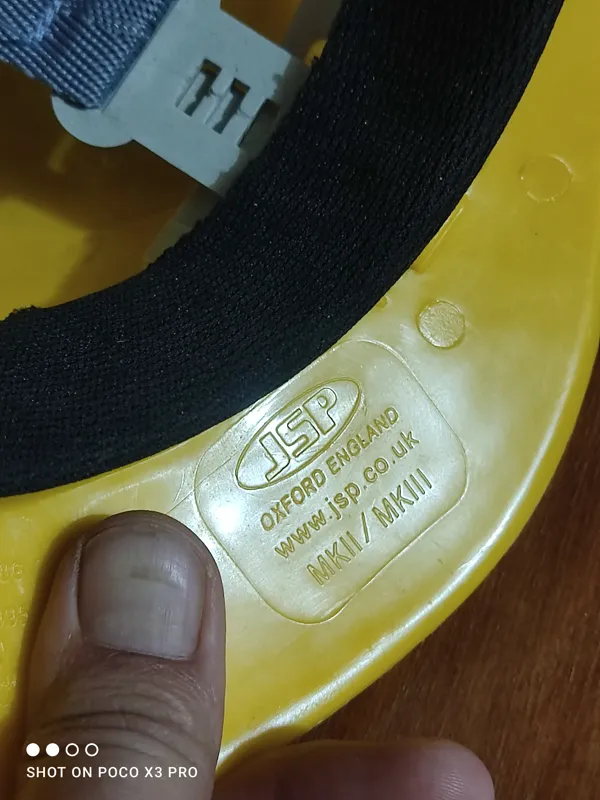 JSP
OXFORD ENGLAND
www.jsp.co.uk
MKII / MKIII
SHOT ON POCO X3 PRO